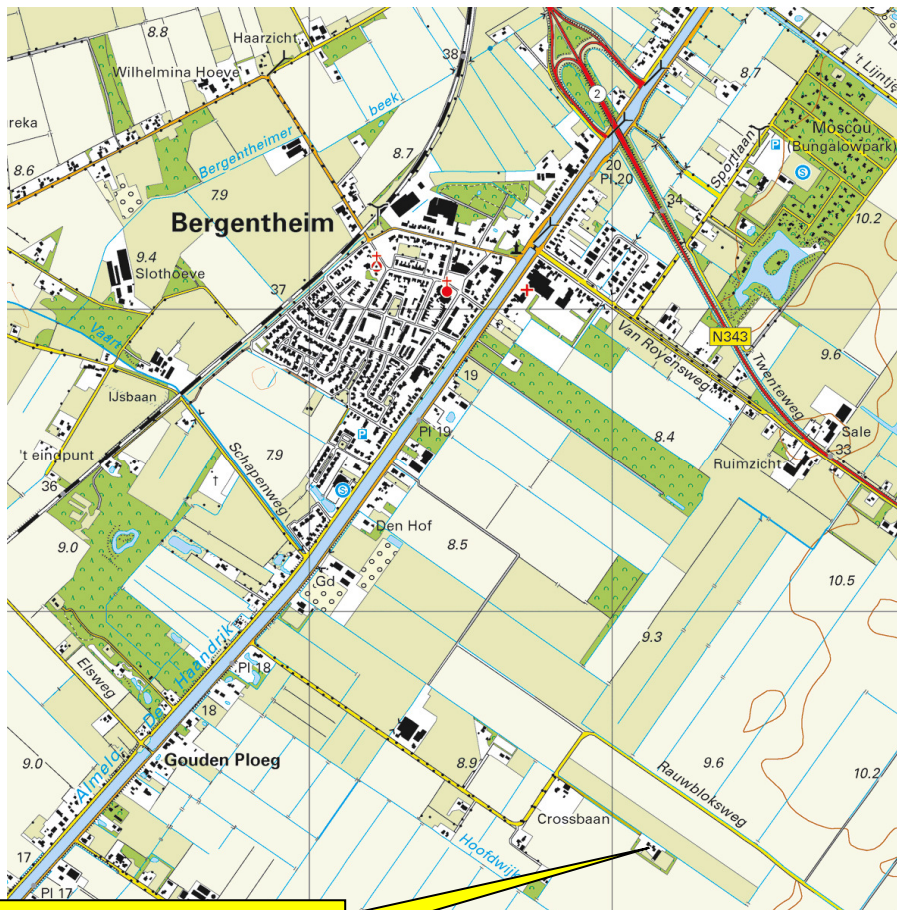 8.8
Haarzicht
38
Wilhelmina Hoeve
beek
2
8.7
't Lijntje
ureka
Moscou
(Bungalowpark)
P
S
Sportlaan
8.6
Bergentheimer
8.7
20
Pl 20
34
7.9
10.2
Bergentheim
9.4
Slothoeve
37
N343
Vaart
Van Royensweg
Twenteweg
9.6
19
IJsbaan
Pl 19
8.4
Sale
33
't eindpunt
7.9
P
Schapenweg
Ruimzicht
36
†
S
Den Hof
9.0
8.5
Gd
10.5
9.3
Elsweg
Pl 18
18
Almelo- De Haandrik
9.0
Gouden Ploeg
8.9
9.6
10.2
Rauwbloksweg
Crossbaan
Hoofdwijk
17
Pl 17